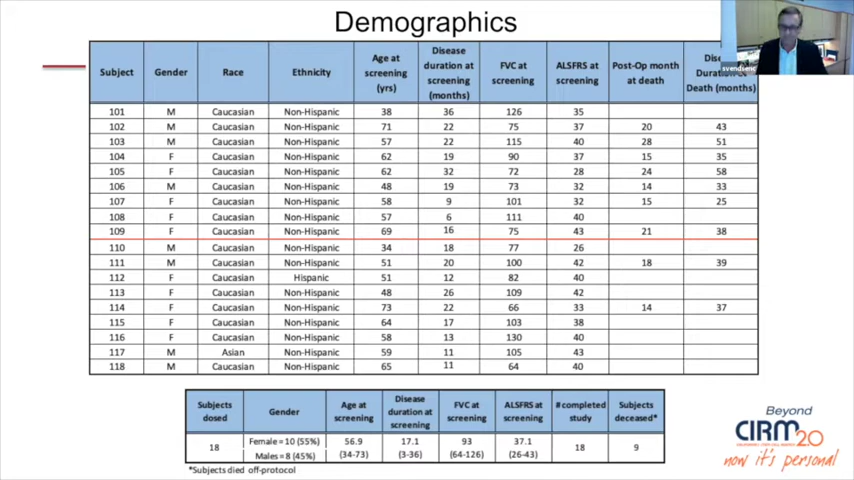 Demographics
Subject Gender Race Ethnicity Age at screening (yrs) Disease duration at screening (months) FVC at screening ALSFRS at screening Post-Op month at death Death (months)
101 M Caucasian Non-Hispanic 38 36 126 35
102 M Caucasian Non-Hispanic 71 22 75 37 20 43
103 M Caucasian Non-Hispanic 57 22 115 40 28 51
104 F Caucasian Non-Hispanic 62 19 90 37 15 35
105 F Caucasian Non-Hispanic 62 32 72 28 24 58
106 M Caucasian Non-Hispanic 48 19 73 32 14 33
107 F Caucasian Non-Hispanic 58 9 101 32 15 25
108 F Caucasian Non-Hispanic 57 6 111 40
109 F Caucasian Non-Hispanic 69 16 75 43 21 38
110 M Caucasian Non-Hispanic 34 18 77 26
111 M Caucasian Non-Hispanic 51 20 100 42 18 39
112 F Caucasian Hispanic 51 12 82 40
113 F Caucasian Non-Hispanic 48 26 109 42
114 F Caucasian Non-Hispanic 73 22 66 33 14 37
115 F Caucasian Non-Hispanic 64 17 103 38
116 F Caucasian Non-Hispanic 58 13 130 40
117 M Asian Non-Hispanic 59 11 105 43
118 M Caucasian Non-Hispanic 65 11 64 40
Subjects dosed Gender Age at screening Disease duration at screening FVC at screening ALSFRS at screening # completed study Subjects deceased*
18 Female = 10 (55%) 56.9 17.1 93 37.1 18 9
Males = 8 (45%) (34-73) (3-36) (64-126) (26-43)
*Subjects died off-protocol
Beyond
CIRM 2.0
now it's personal